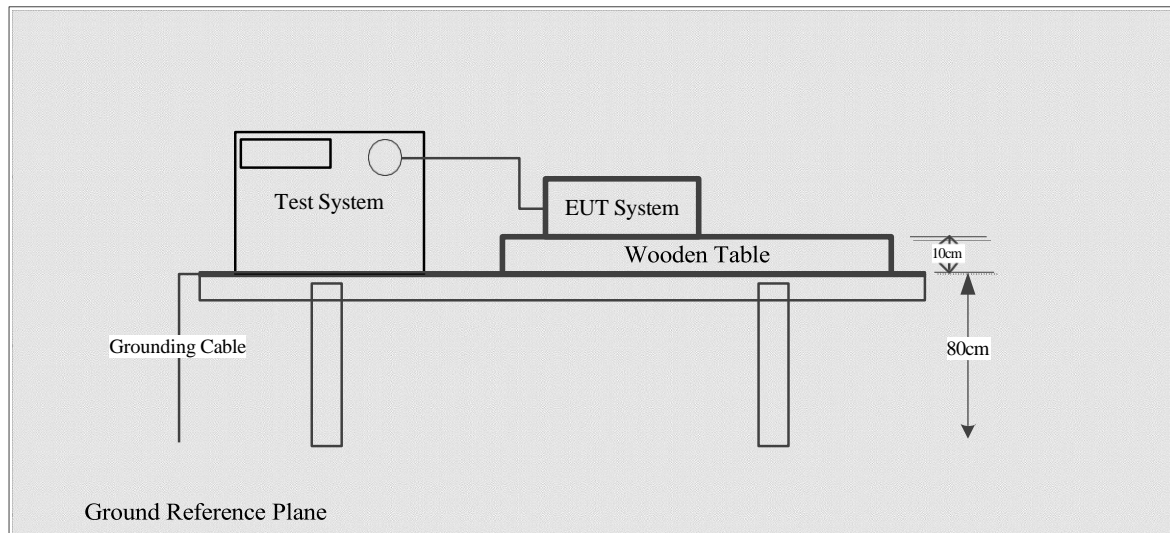 Test System
EUT System
Wooden Table
10cm
Grounding Cable
80cm
Ground Reference Plane